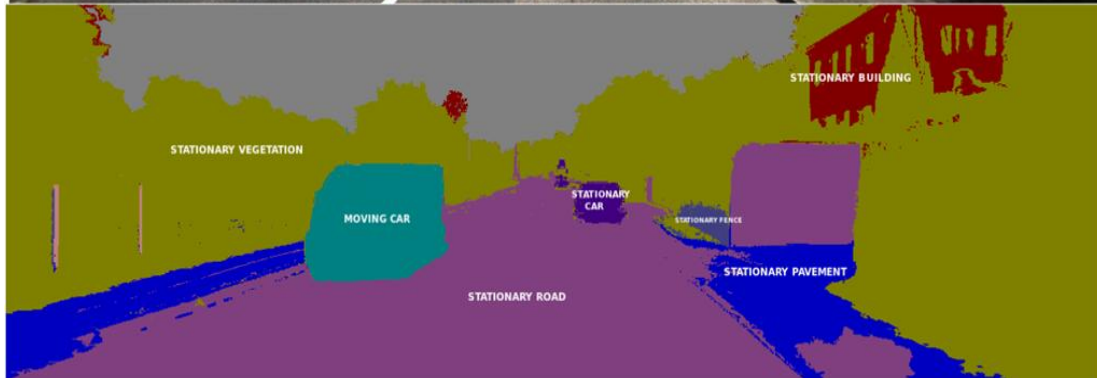 STATIONARY BUILDING
STATIONARY VEGETATION
STATIONARY
CAR
MOVING CAR
STATIONARY FENCE
STATIONARY PAVEMENT
STATIONARY ROAD